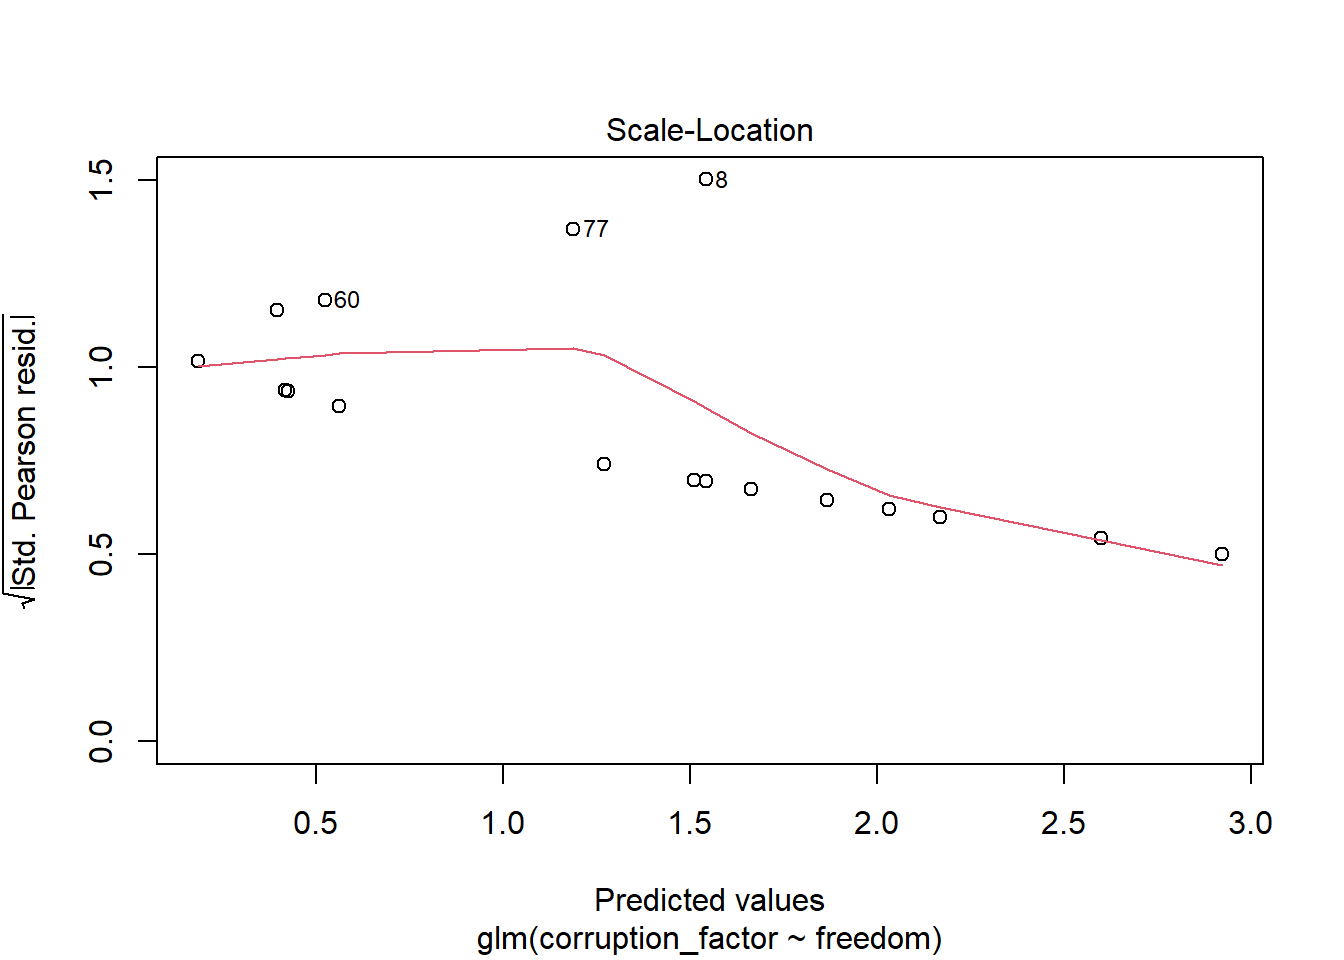 Scale-Location
√|Std. Pearson resid.|
1.5
1.0
0.5
0.0
8
77
60
0.5 1.0 1.5 2.0 2.5 3.0
Predicted values
glm(corruption_factor ~ freedom)